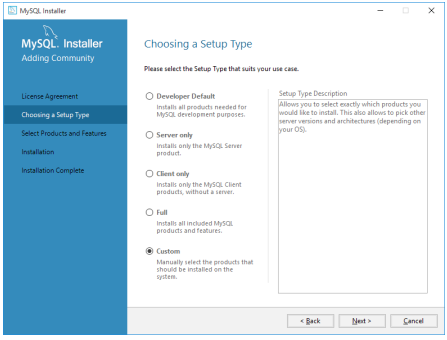 MySQL Installer
MySQL. Installer
Adding Community
License Agreement
Choosing a Setup Type
Select Products and Features
Installation
Installation Complete
Choosing a Setup Type
Please select the Setup Type that suits your use case.
Developer Default
Installs all products needed for
MySQL development purposes.
Server only
Installs only the MySQL Server
product.
Client only
Installs only the MySQL Client
products, without a server.
Full
Installs all included MySQL
products and features.
Custom
Manually select the products that
should be installed on the
system.
Setup Type Description
Allows you to select exactly which products you
would like to install. This also allows to pick other
server versions and architectures (depending on
your OS).
< Back
Next >
Cancel